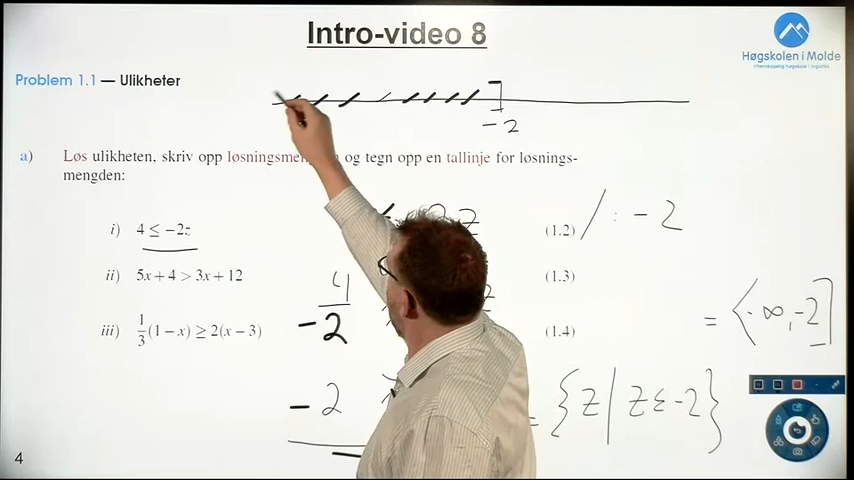 Intro-video 8
Høgskolen i Molde
Vitenskapelig høgskole i logistikk
Problem 1.1 — Ulikheter
-2
a) Løs ulikheten, skriv opp løsningsmen og tegn opp en tallinje for løsnings-
mengden:
i) 4 ≤ −2z (1.2) / : -2
ii) 5x + 4 > 3x + 12 (1.3)
iii) 1/3(1 − x) ≥ 2(x − 3) (1.4)
4/-2
= ⟨-∞, -2]
-2
= {z | z ≤ -2}
4